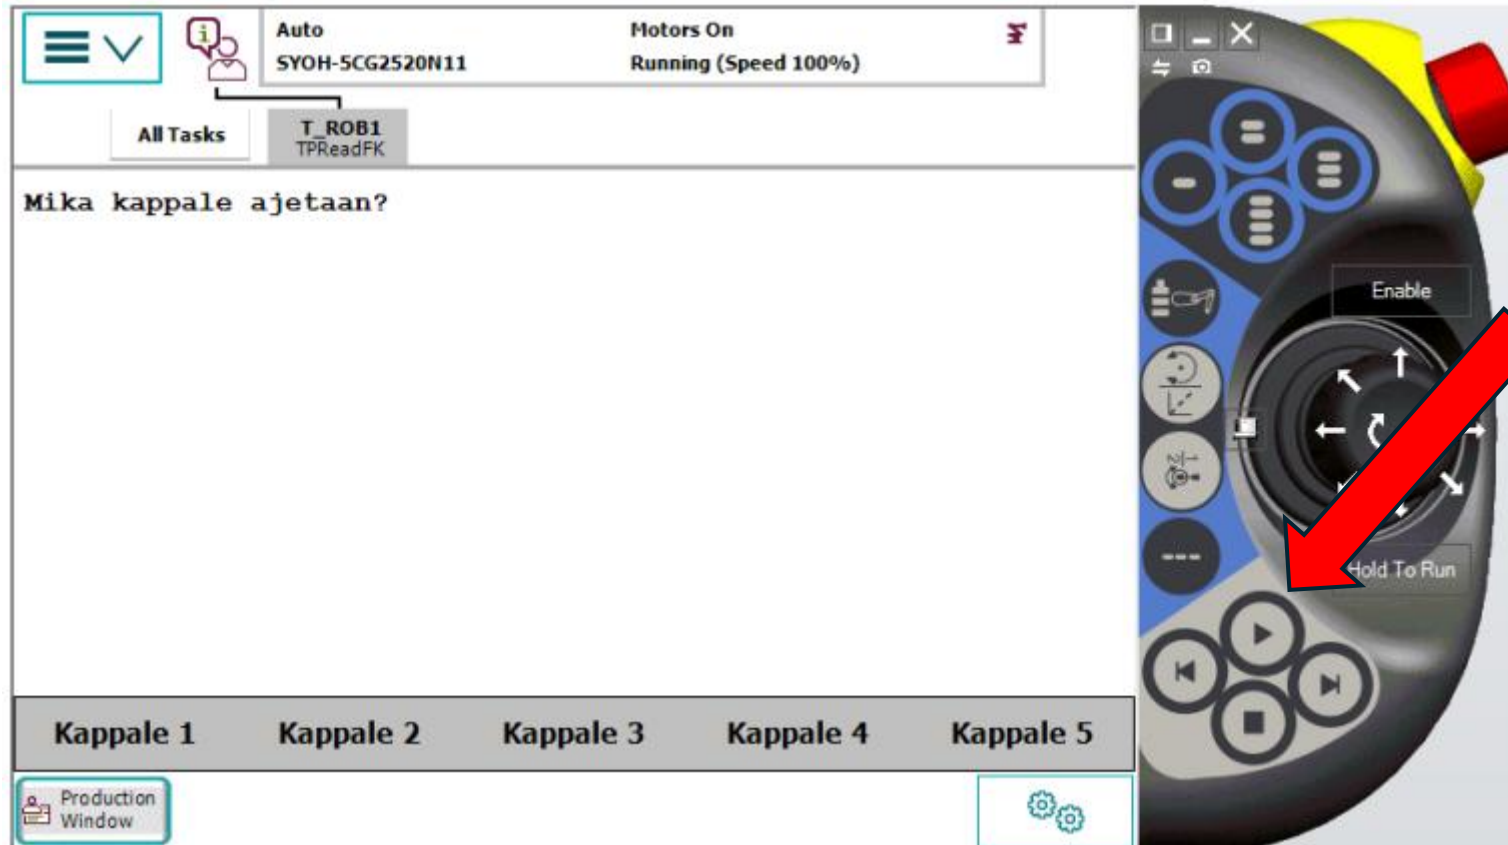 Auto
SYOH-5CG2520N11
Motors On
Running (Speed 100%)
All Tasks
T_ROB1
TPReadFK
Mika kappale ajetaan?
Enable
Hold To Run
Kappale 1
Kappale 2
Kappale 3
Kappale 4
Kappale 5
Production
Window